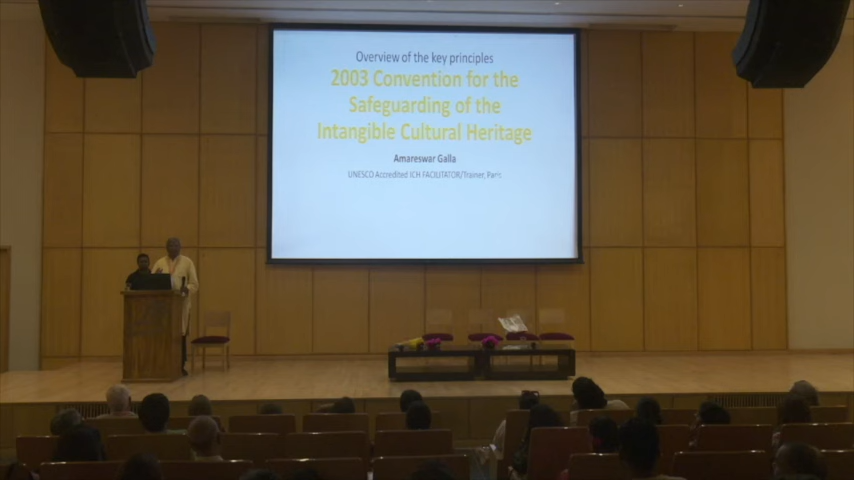 Overview of the key principles
2003 Convention for the
Safeguarding of the
Intangible Cultural Heritage
Amareswar Galla
UNESCO Accredited ICH FACILITATOR/Trainer, Paris